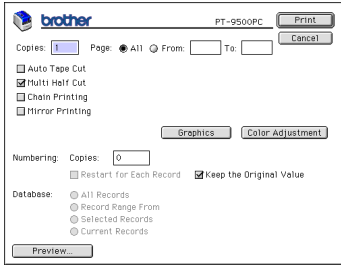 brother PT-9500PC Print
Cancel
Copies: 1 Page: All From: To:
Auto Tape Cut
Multi Half Cut
Chain Printing
Mirror Printing
Graphics Color Adjustment
Numbering: Copies: 0
Restart for Each Record Keep the Original Value
Database: All Records
Record Range From
Selected Records
Current Records
Preview...